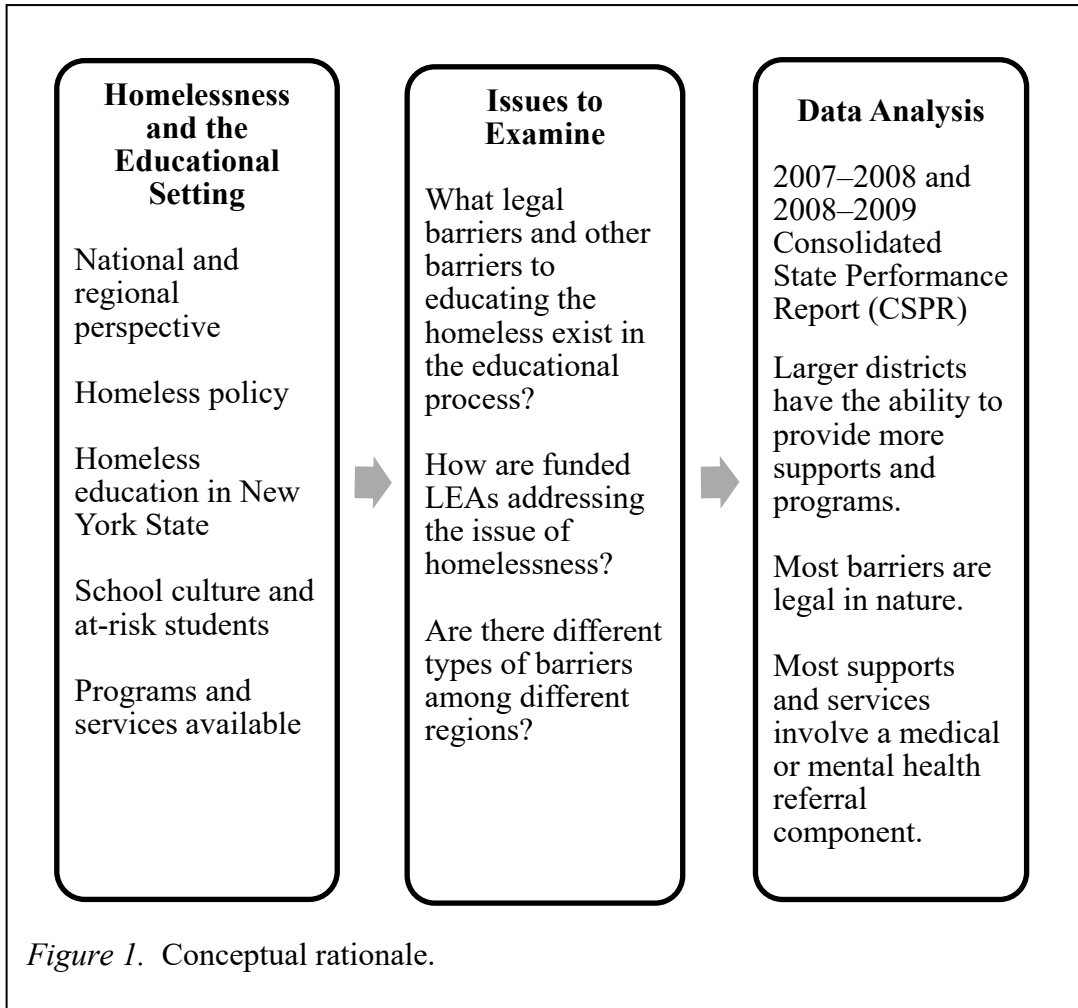 Homelessness
and the
Educational
Setting
National and
regional
perspective
Homeless policy
Homeless
education in New
York State
School culture and
at-risk students
Programs and
services available
Issues to
Examine
What legal
barriers and other
barriers to
educating the
homeless exist in
the educational
process?
How are funded
LEAs addressing
the issue of
homelessness?
Are there different
types of barriers
among different
regions?
Data Analysis
2007–2008 and
2008–2009
Consolidated
State Performance
Report (CSPR)
Larger districts
have the ability to
provide more
supports and
programs.
Most barriers are
legal in nature.
Most supports
and services
involve a medical
or mental health
referral
component.
Figure 1. Conceptual rationale.